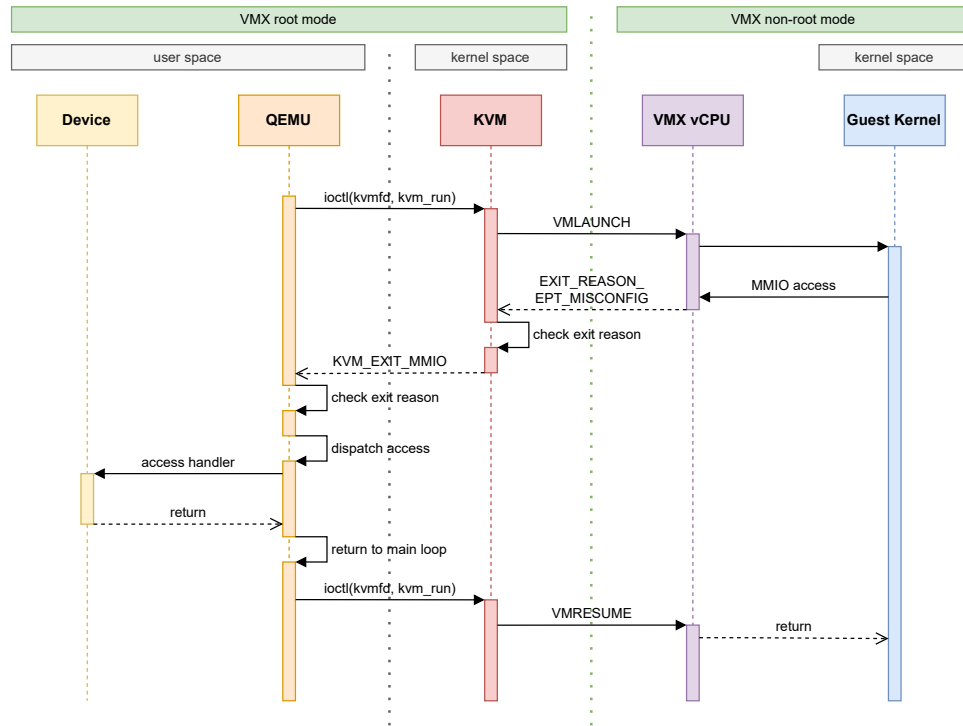 VMX root mode
VMX non-root mode
user space
kernel space
kernel space
Device
QEMU
KVM
VMX vCPU
Guest Kernel
ioctl(kvmfd, kvm_run)
VMLAUNCH
EXIT_REASON_
EPT_MISCONFIG
MMIO access
check exit reason
KVM_EXIT_MMIO
check exit reason
dispatch access
access handler
return
return to main loop
ioctl(kvmfd, kvm_run)
VMRESUME
return